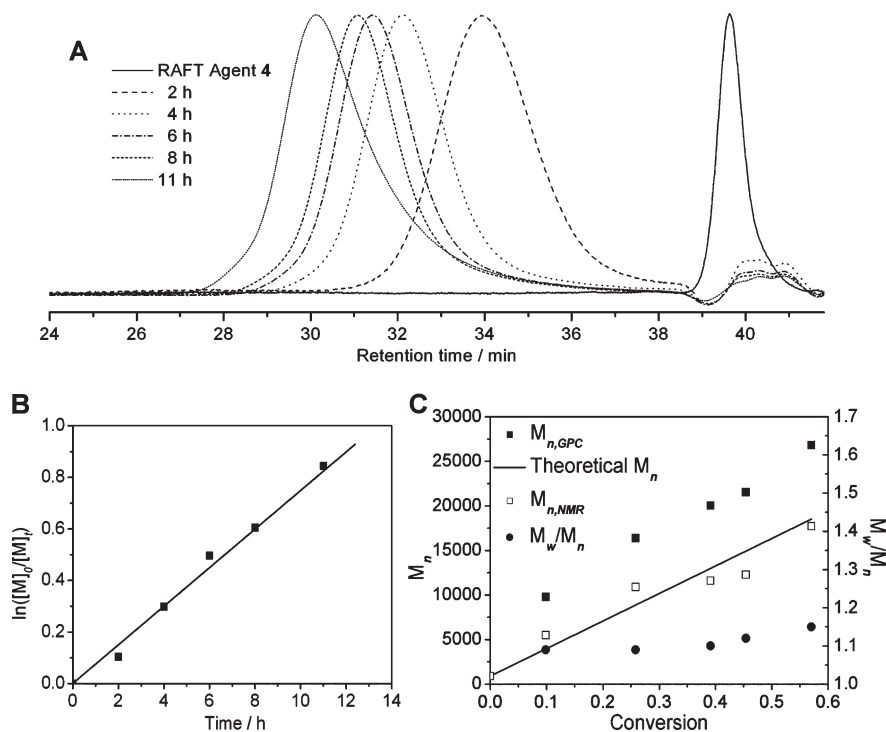 A
RAFT Agent 4
2 h
4 h
6 h
8 h
11 h
24 26 28 30 32 34 36 38 40
Retention time / min
B
ln([M]0/[M]t)
1.0
0.8
0.6
0.4
0.2
0.0
0 2 4 6 8 10 12 14
Time / h
C
Mn
30000
25000
20000
15000
10000
5000
0
Mn,GPC
Theoretical Mn
Mn,NMR
Mw/Mn
1.7
1.6
1.5
1.4
1.3
1.2
1.1
1.0
Mw/Mn
0.0 0.1 0.2 0.3 0.4 0.5 0.6
Conversion